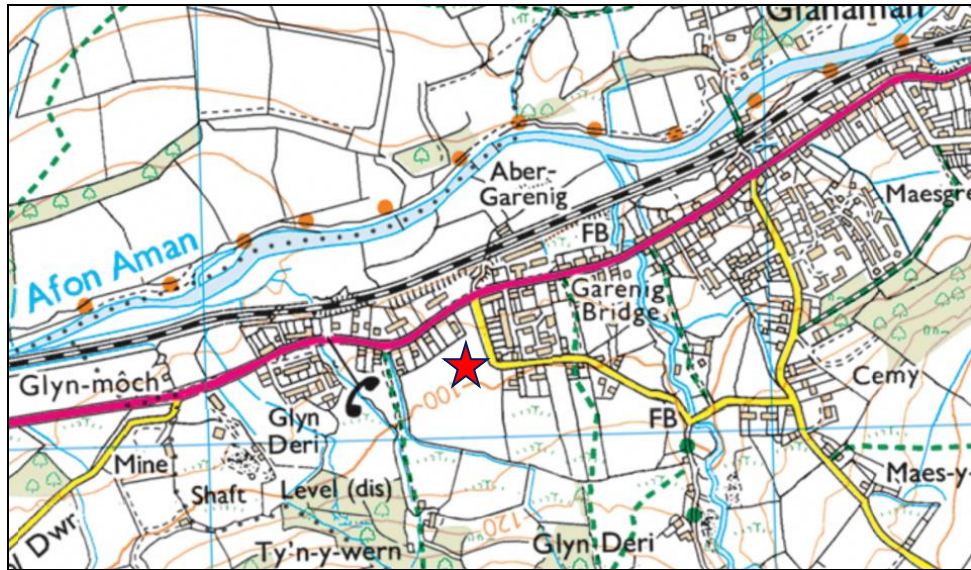 Glanaman
Aber-
Garenig
Maesgre
FB
Afon Aman
Garenig
Bridge
Glyn-môch
100
Cemy
Glyn
Deri
FB
Mine
Maes-y-
Shaft
Level (dis)
Dwr
120
Ty'n-y-wern
Glyn Deri